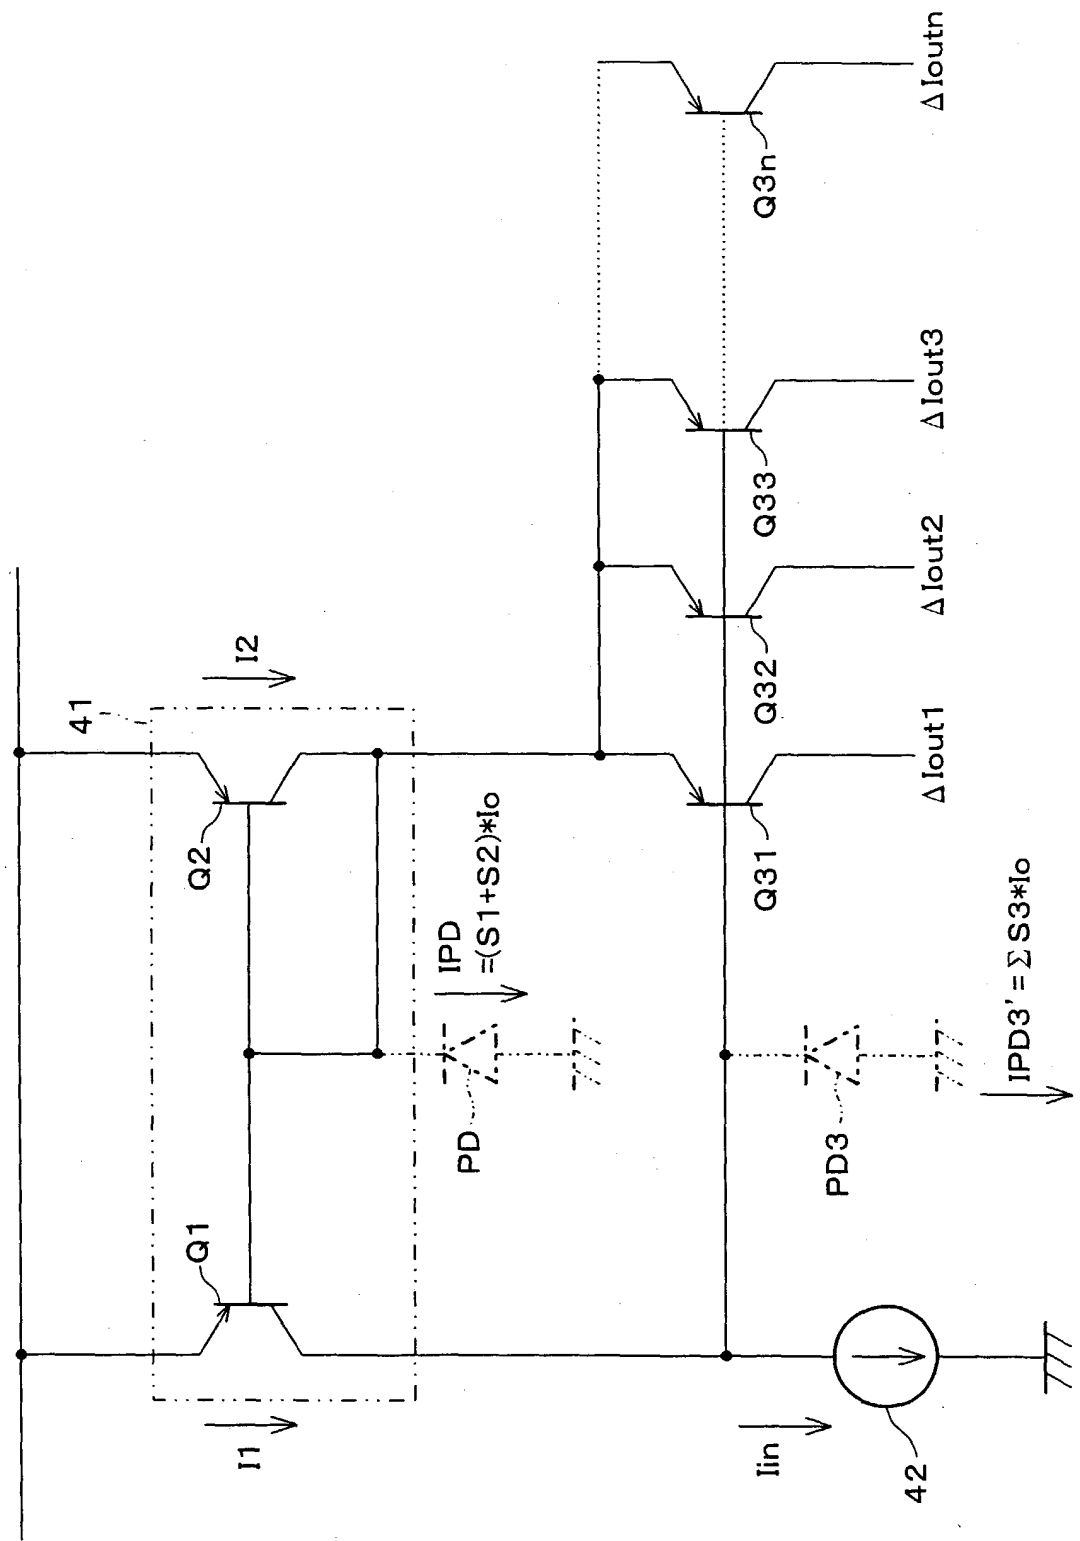 I1
Q1
Q2
41
I2
PD
IPD
=(S1+S2)*Io
Iin
42
PD3
IPD3'=ΣS3*Io
Q31
Q32
Q33
Q3n
ΔIout1
ΔIout2
ΔIout3
ΔIoutn